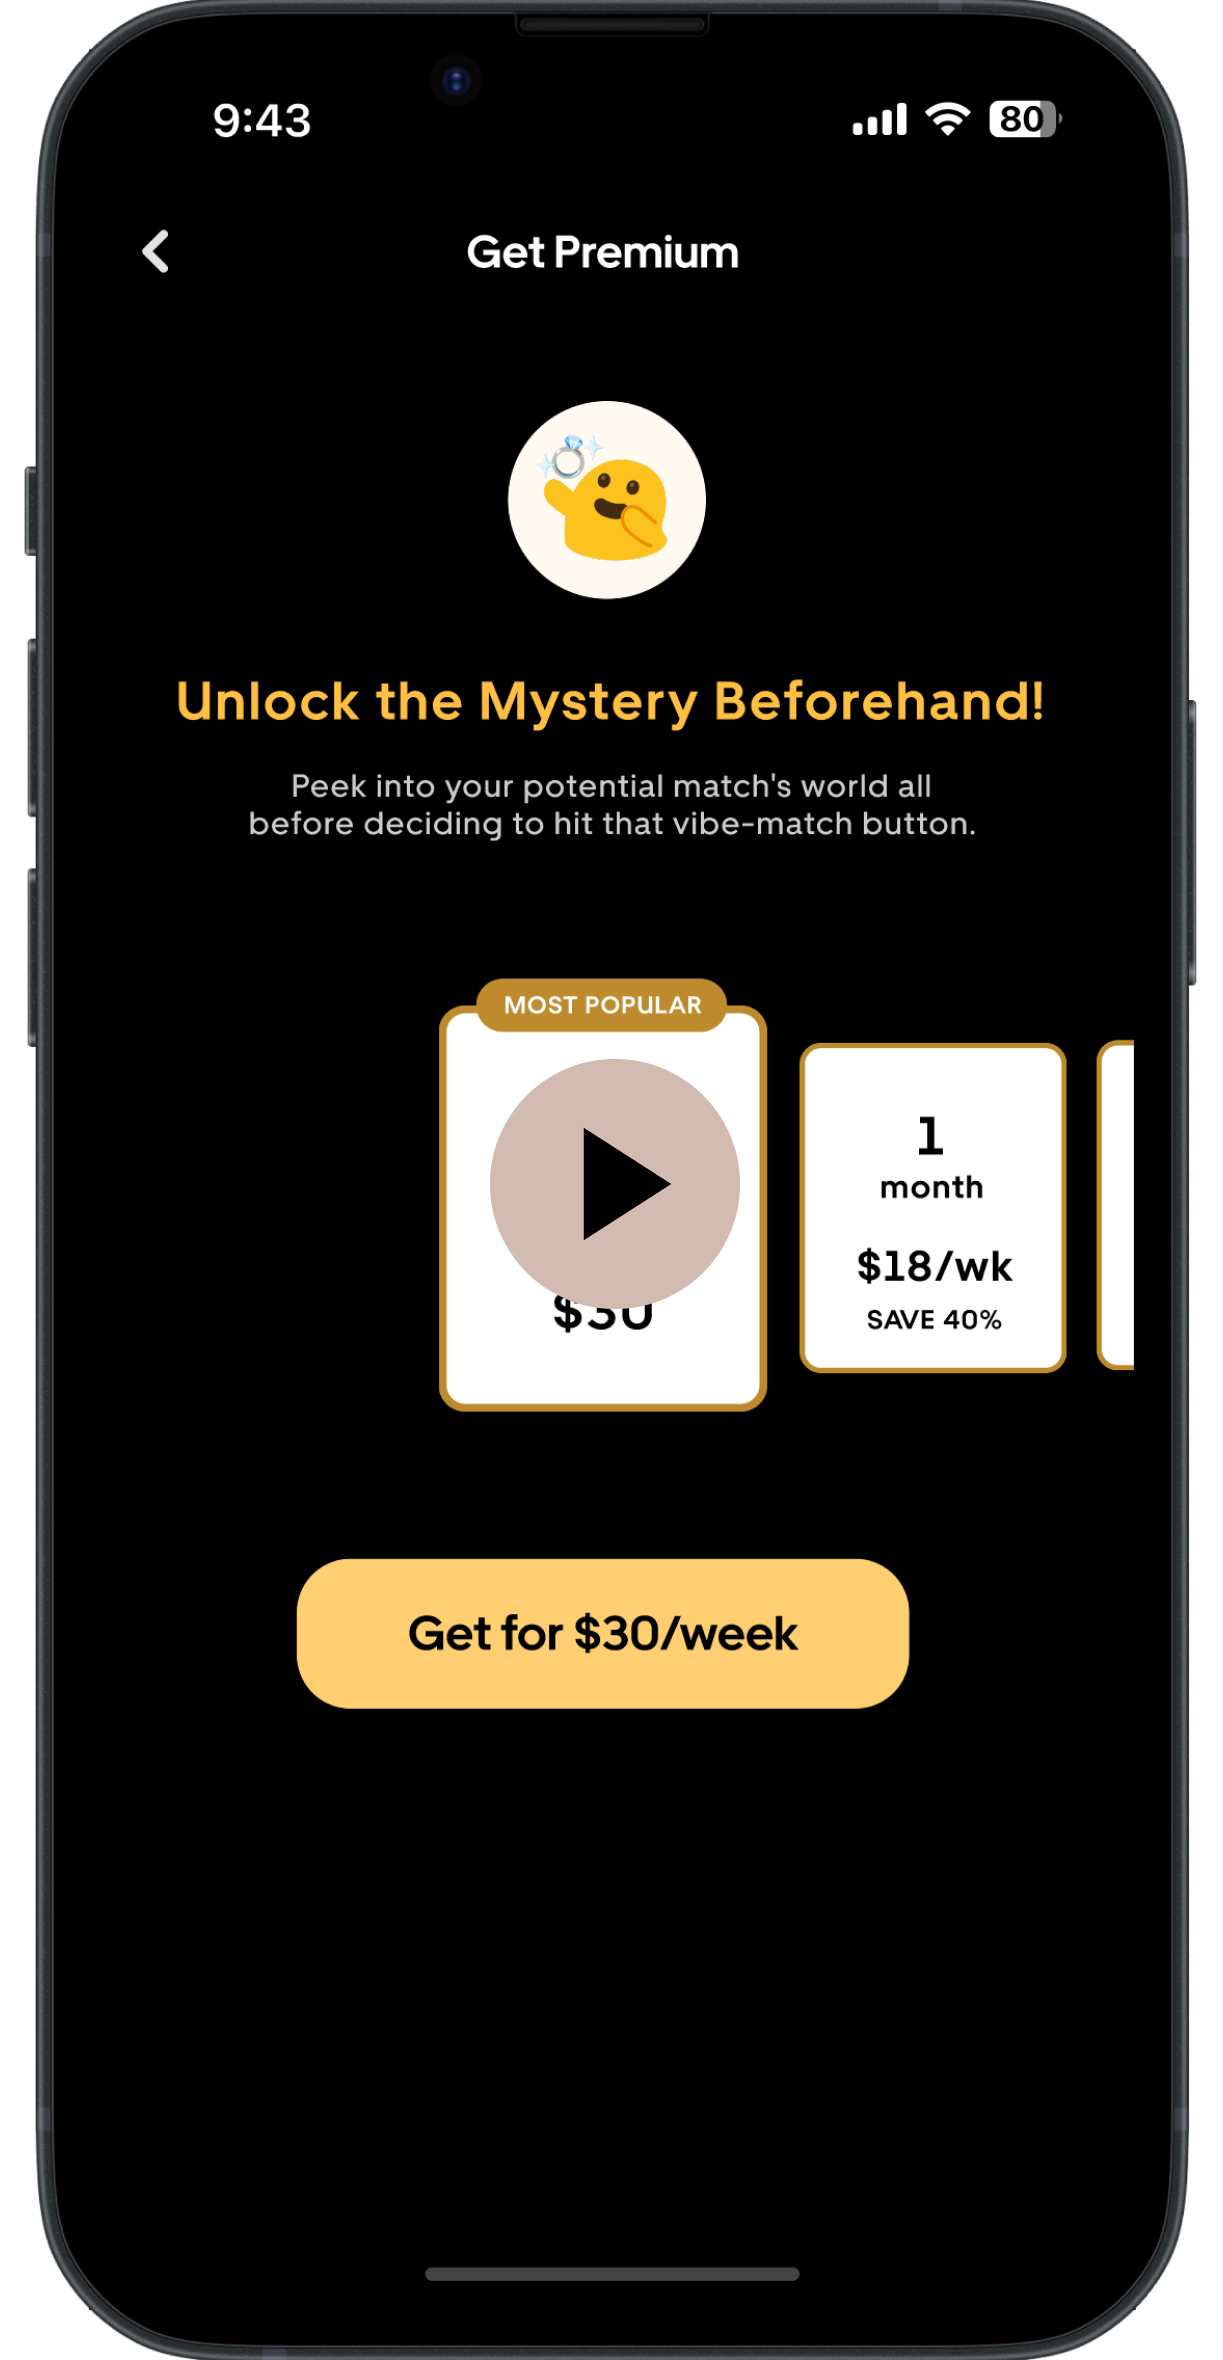 9:43
80
Get Premium
Unlock the Mystery Beforehand!
Peek into your potential match's world all
before deciding to hit that vibe-match button.
MOST POPULAR
$30
1
month
$18/wk
SAVE 40%
Get for $30/week